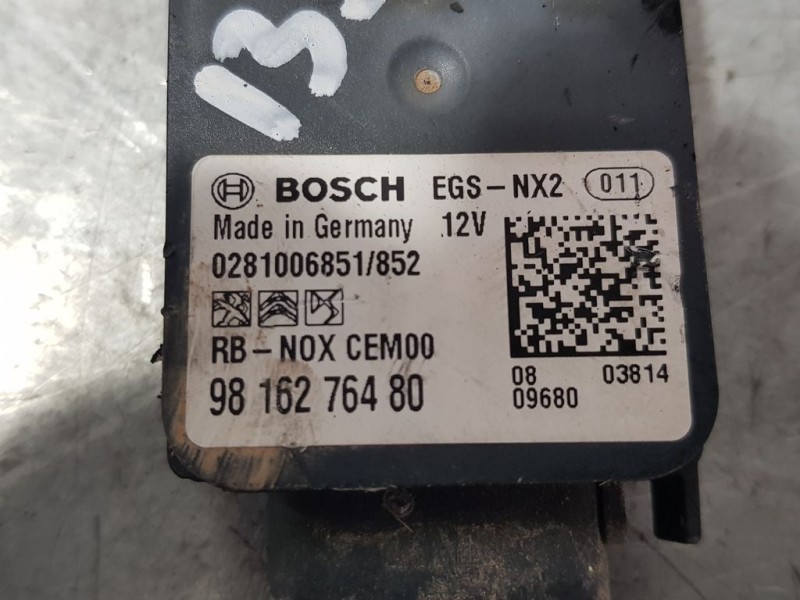 13
BOSCH EGS-NX2 011
Made in Germany 12V
0281006851/852
RB-NOX CEM00
98 162 764 80
08 03814
09680